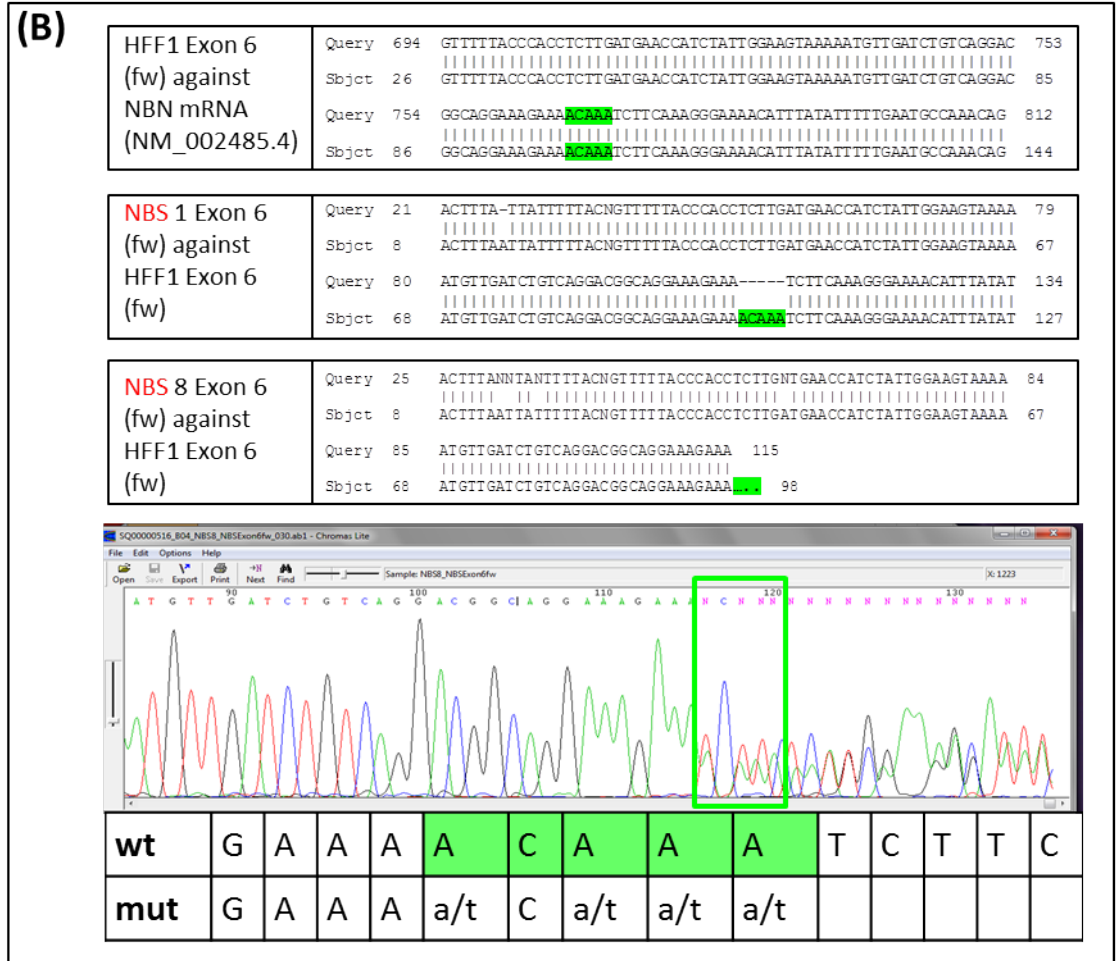 (B)
HFF1 Exon 6
(fw) against
NBN mRNA
(NM_002485.4)
Query 694 GTTTTTACCCACCTCTTGATGAACCATCTATTGGAAGTAAAAATGTTGATCTGTCAGGAC 753
Sbjct 26 GTTTTTACCCACCTCTTGATGAACCATCTATTGGAAGTAAAAATGTTGATCTGTCAGGAC 85
Query 754 GGCAGGAAAGAAAACAAATCTTCAAAGGGAAAACATTTATATTTTTGAATGCCAAACAG 812
Sbjct 86 GGCAGGAAAGAAAACAAATCTTCAAAGGGAAAACATTTATATTTTTGAATGCCAAACAG 144
NBS 1 Exon 6
(fw) against
HFF1 Exon 6
(fw)
Query 21 ACTTTA-TTATTTTTACNGTTTTTACCCACCTCTTGATGAACCATCTATTGGAAGTAAAA 79
Sbjct 8 ACTTTAATTATTTTTACNGTTTTTACCCACCTCTTGATGAACCATCTATTGGAAGTAAAA 67
Query 80 ATGTTGATCTGTCAGGACGGCAGGAAAGAAA-----TCTTCAAAGGGAAAACATTTATAT 134
Sbjct 68 ATGTTGATCTGTCAGGACGGCAGGAAAGAAAACAAATCTTCAAAGGGAAAACATTTATAT 127
NBS 8 Exon 6
(fw) against
HFF1 Exon 6
(fw)
Query 25 ACTTTANNTANTTTTACNGTTTTTACCCACCTCTTGNTGAACCATCTATTGGAAGTAAAA 84
Sbjct 8 ACTTTAATTATTTTTACNGTTTTTACCCACCTCTTGATGAACCATCTATTGGAAGTAAAA 67
Query 85 ATGTTGATCTGTCAGGACGGCAGGAAAGAAA 115
Sbjct 68 ATGTTGATCTGTCAGGACGGCAGGAAAGAAA..... 98
SQ00000516_B04_NBS8_NBSExon6fw_030.ab1 - Chromas Lite
File Edit Options Help
Open Save Export Print Next Find Sample: NBS8_NBSExon6fw X: 1223
90 100 110 120 130
A T G T T G A T C T G T C A G G A C G G C A G G A A A G A A A N C N N N N N N N N N N N N N N N N N N
wt G A A A A C A A A T C T T C
mut G A A A a/t C a/t a/t a/t